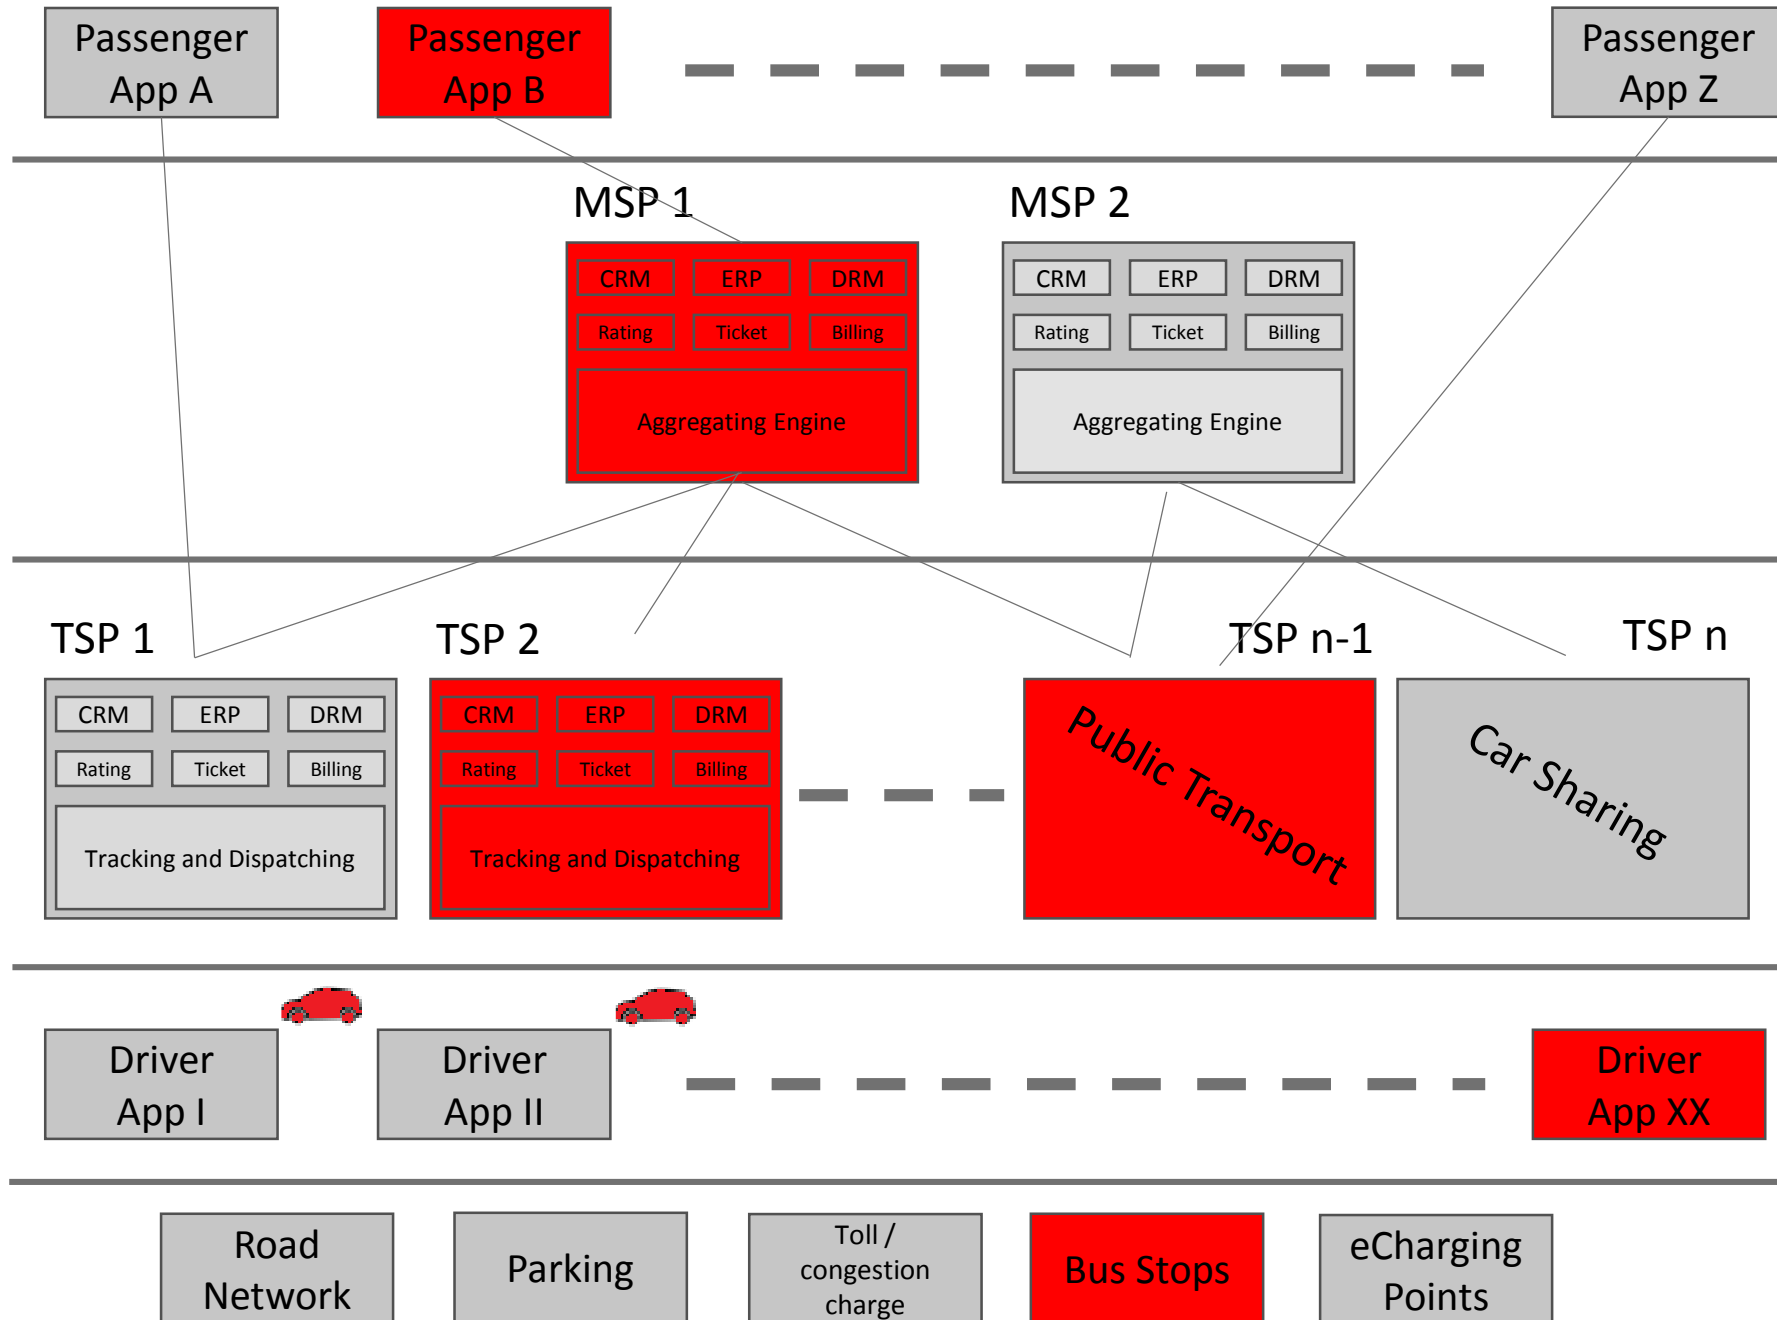 Passenger
App A
Passenger
App B
Passenger
App Z
MSP 1
MSP 2
CRM
ERP
DRM
Rating
Ticket
Billing
Aggregating Engine
CRM
ERP
DRM
Rating
Ticket
Billing
Aggregating Engine
TSP 1
TSP 2
TSP n-1
TSP n
CRM
ERP
DRM
Rating
Ticket
Billing
Tracking and Dispatching
CRM
ERP
DRM
Rating
Ticket
Billing
Tracking and Dispatching
Public Transport
Car Sharing
Driver
App I
Driver
App II
Driver
App XX
Road
Network
Parking
Toll /
congestion
charge
Bus Stops
eCharging
Points